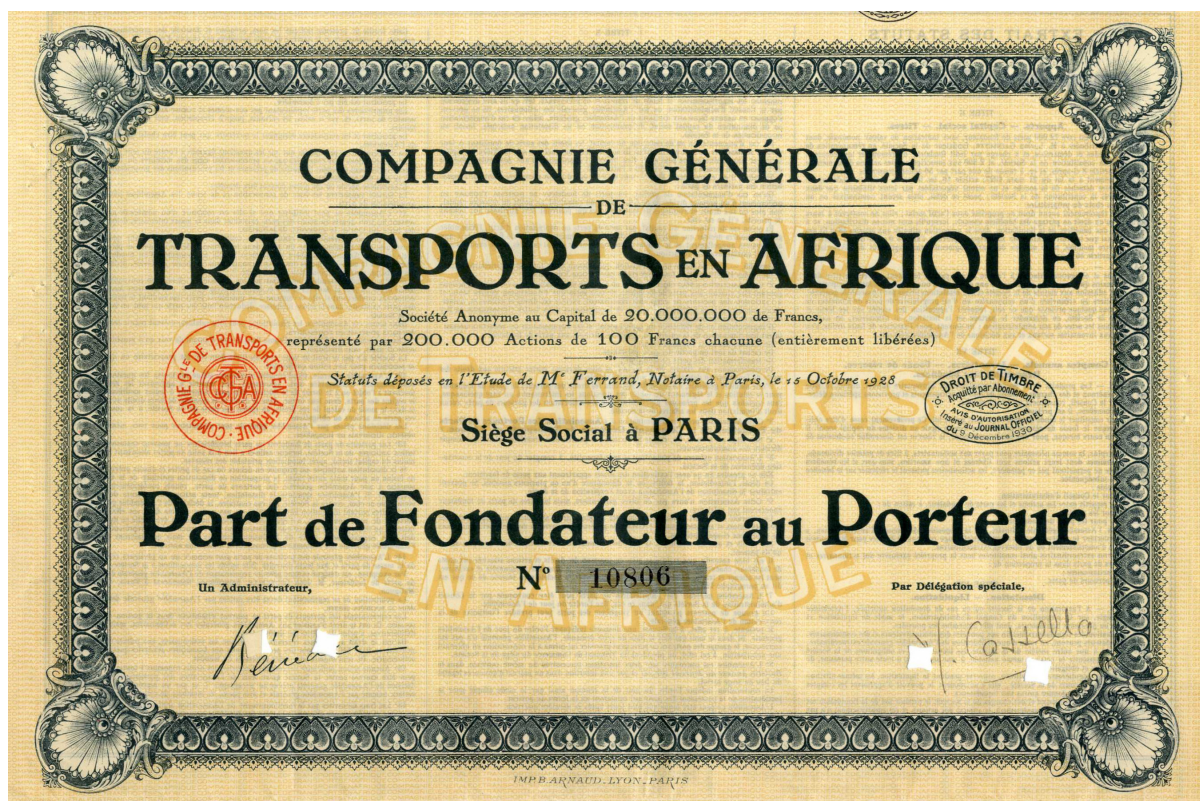 COMPAGNIE GÉNÉRALE
DE
TRANSPORTS EN AFRIQUE
Société Anonyme au Capital de 20.000.000 de Francs,
représenté par 200.000 Actions de 100 Francs chacune (entièrement libérées)
Statuts déposés en l'Etude de Me Ferrand, Notaire à Paris, le 15 Octobre 1928
COMPAGNIE GLE DE TRANSPORTS EN AFRIQUE
DROIT DE TIMBRE
Acquitté par Abonnement
AVIS D'AUTORISATION
Inséré au JOURNAL OFFICIEL
du 9 Décembre 1930
Siège Social à PARIS
Part de Fondateur au Porteur
No 10806
Un Administrateur,
Par Délégation spéciale,
Cassella
COMPAGNIE GÉNÉRALE
DE TRANSPORTS
EN AFRIQUE
IMP. B. ARNAUD. LYON. PARIS